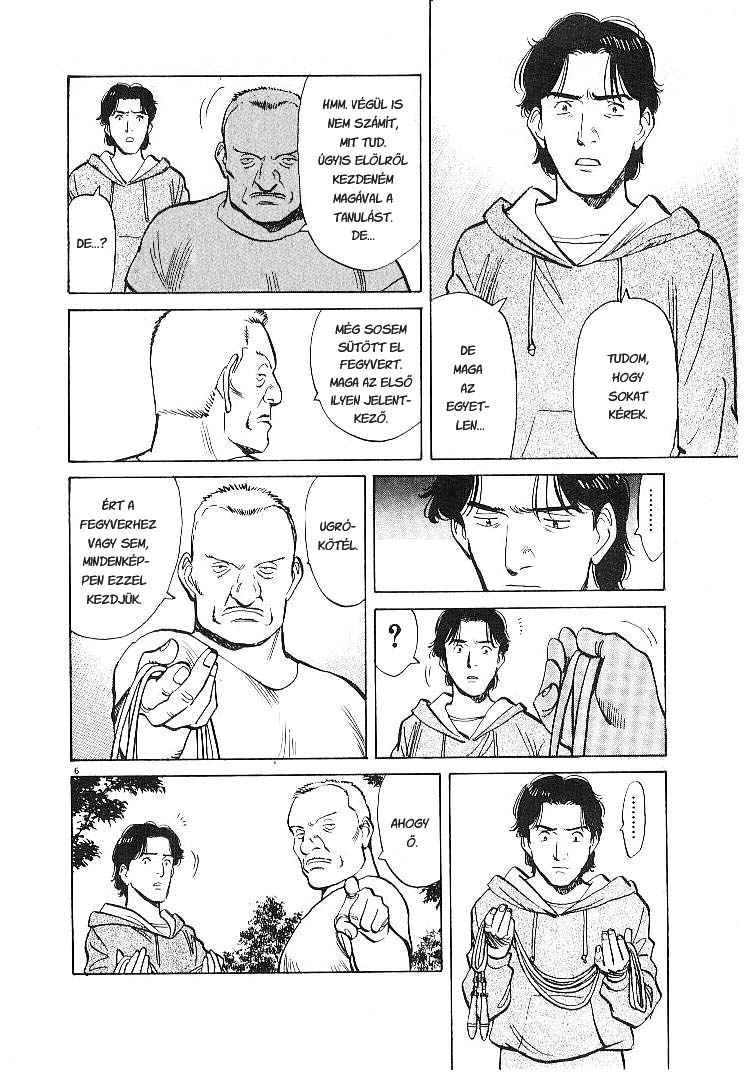 TUDOM,
HOGY
SOKAT
KÉREK.
DE
MAGA
AZ
EGYET-
LEN...
HMM. VÉGÜL IS
NEM SZÁMÍT,
MIT TUD.
ÚGYIS ELÖLRŐL
KEZDENÉM
MAGÁVAL A
TANULÁST.
DE...
DE...?
MÉG SOSEM
SÜTÖTT EL
FEGYVERT.
MAGA AZ ELSŐ
ILYEN JELENT-
KEZŐ.
........
?
UGRÓ-
KÖTÉL.
ÉRT A
FEGYVERHEZ
VAGY SEM,
MINDENKÉP-
PEN EZZEL
KEZDJÜK.
6
........
AHOGY
Ő.